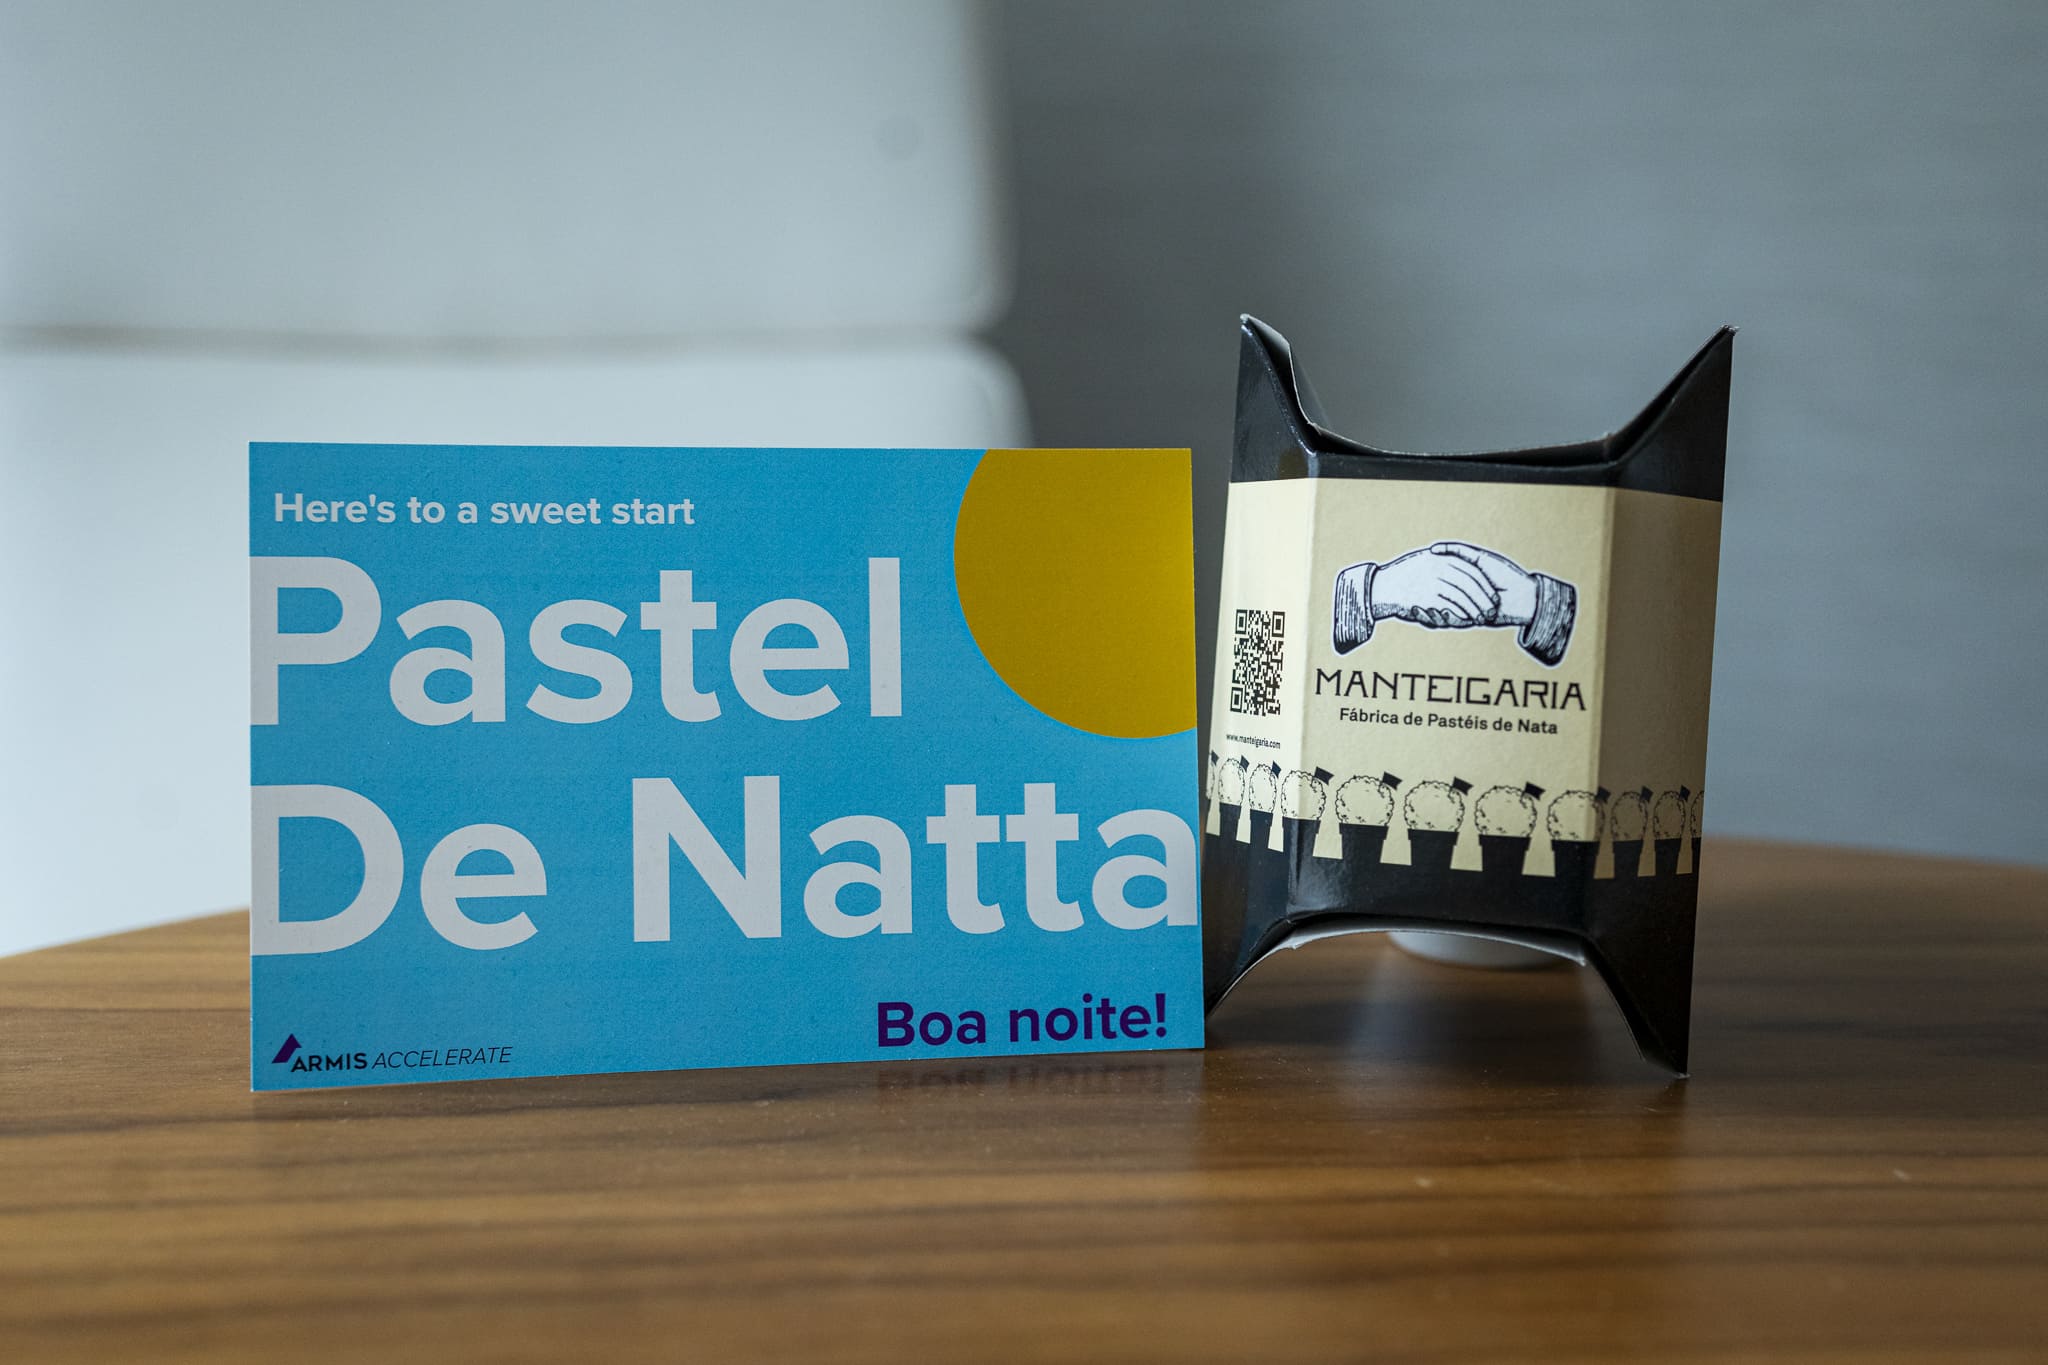 Here's to a sweet start
Pastel
De Natta
Boa noite!
ARMIS ACCELERATE
MANTEIGARIA
Fábrica de Pastéis de Nata
www.manteigaria.com